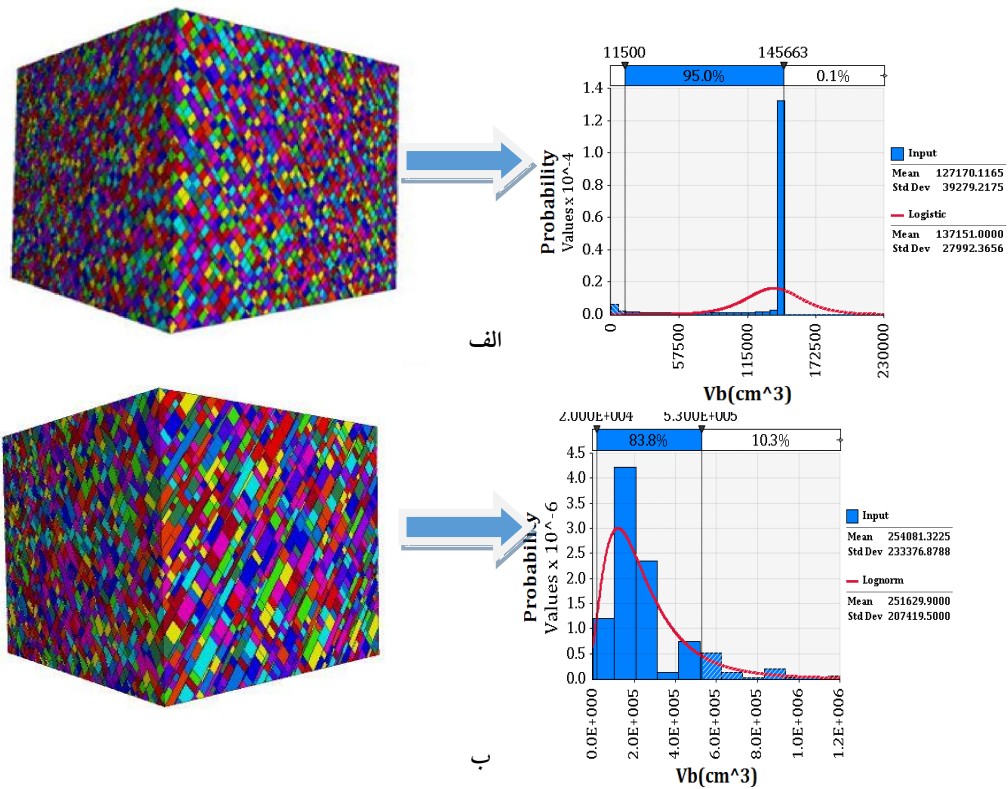 11500 145663
95.0% 0.1%
1.4
1.2
1.0
0.8
0.6
0.4
0.2
0.0
Probability
Values x 10^-4
0 57500 115000 172500 230000
Vb(cm^3)
Input
Mean 127170.1165
Std Dev 39279.2175
Logistic
Mean 137151.0000
Std Dev 27992.3656
الف
2.000E+004 5.300E+005
83.8% 10.3%
4.5
4.0
3.5
3.0
2.5
2.0
1.5
1.0
0.5
0.0
Probability
Values x 10^-6
0.0E+000 2.0E+005 4.0E+005 6.0E+005 8.0E+005 1.0E+006 1.2E+006
Vb(cm^3)
Input
Mean 254081.3225
Std Dev 233376.8788
Lognorm
Mean 251629.9000
Std Dev 207419.5000
ب